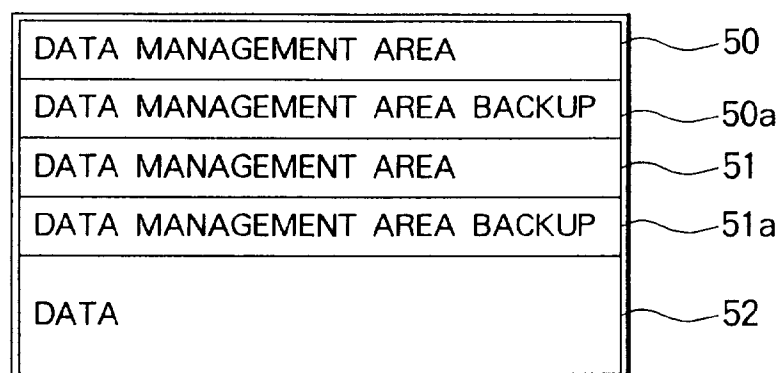 DATA MANAGEMENT AREA 50
DATA MANAGEMENT AREA BACKUP 50a
DATA MANAGEMENT AREA 51
DATA MANAGEMENT AREA BACKUP 51a
DATA 52